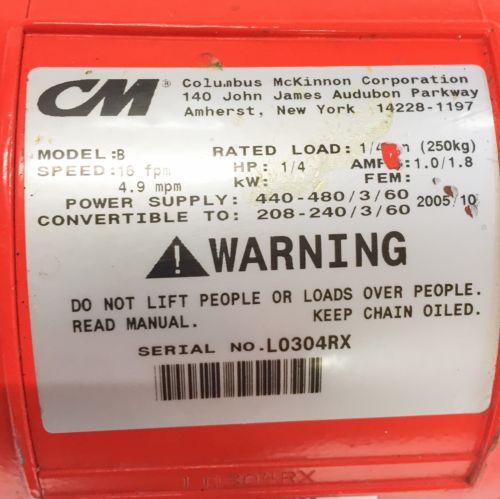 CM® Columbus McKinnon Corporation
140 John James Audubon Parkway
Amherst, New York 14228-1197
MODEL:B RATED LOAD: (250kg)
SPEED:16 fpm HP: 1/4 1.0/1.8
4.9 mpm KW: FEM:
POWER SUPPLY: 440-480/3/60 2005/10
CONVERTIBLE TO: 208-240/3/60
WARNING
DO NOT LIFT PEOPLE OR LOADS OVER PEOPLE.
READ MANUAL. KEEP CHAIN OILED.
SERIAL NO.L0304RX
L0304RX